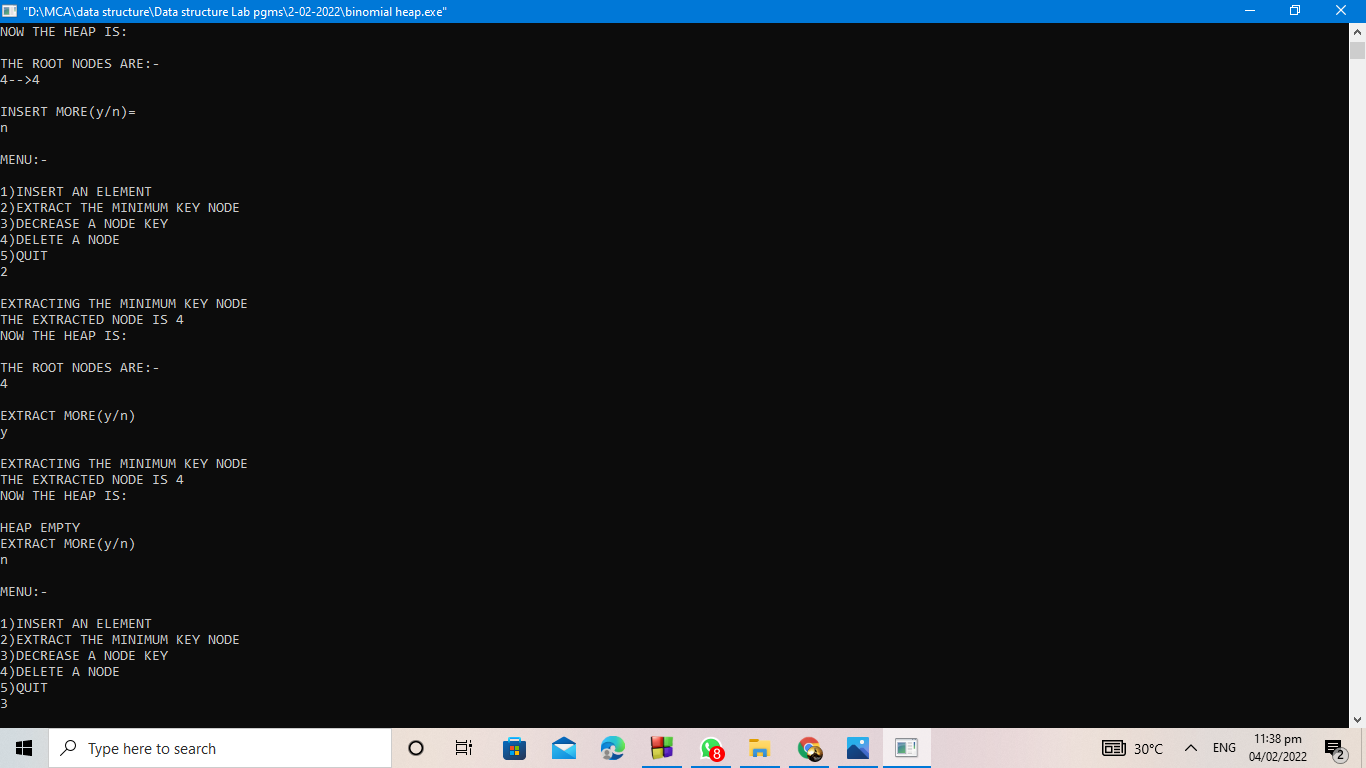 "D:\MCA\data structure\Data structure Lab pgms\2-02-2022\binomial heap.exe"
NOW THE HEAP IS:
THE ROOT NODES ARE:-
4-->4
INSERT MORE(y/n)=
n
MENU:-
1)INSERT AN ELEMENT
2)EXTRACT THE MINIMUM KEY NODE
3)DECREASE A NODE KEY
4)DELETE A NODE
5)QUIT
2
EXTRACTING THE MINIMUM KEY NODE
THE EXTRACTED NODE IS 4
NOW THE HEAP IS:
THE ROOT NODES ARE:-
4
EXTRACT MORE(y/n)
y
EXTRACTING THE MINIMUM KEY NODE
THE EXTRACTED NODE IS 4
NOW THE HEAP IS:
HEAP EMPTY
EXTRACT MORE(y/n)
n
MENU:-
1)INSERT AN ELEMENT
2)EXTRACT THE MINIMUM KEY NODE
3)DECREASE A NODE KEY
4)DELETE A NODE
5)QUIT
3
Type here to search
8
30°C
ENG
11:38 pm
04/02/2022
2